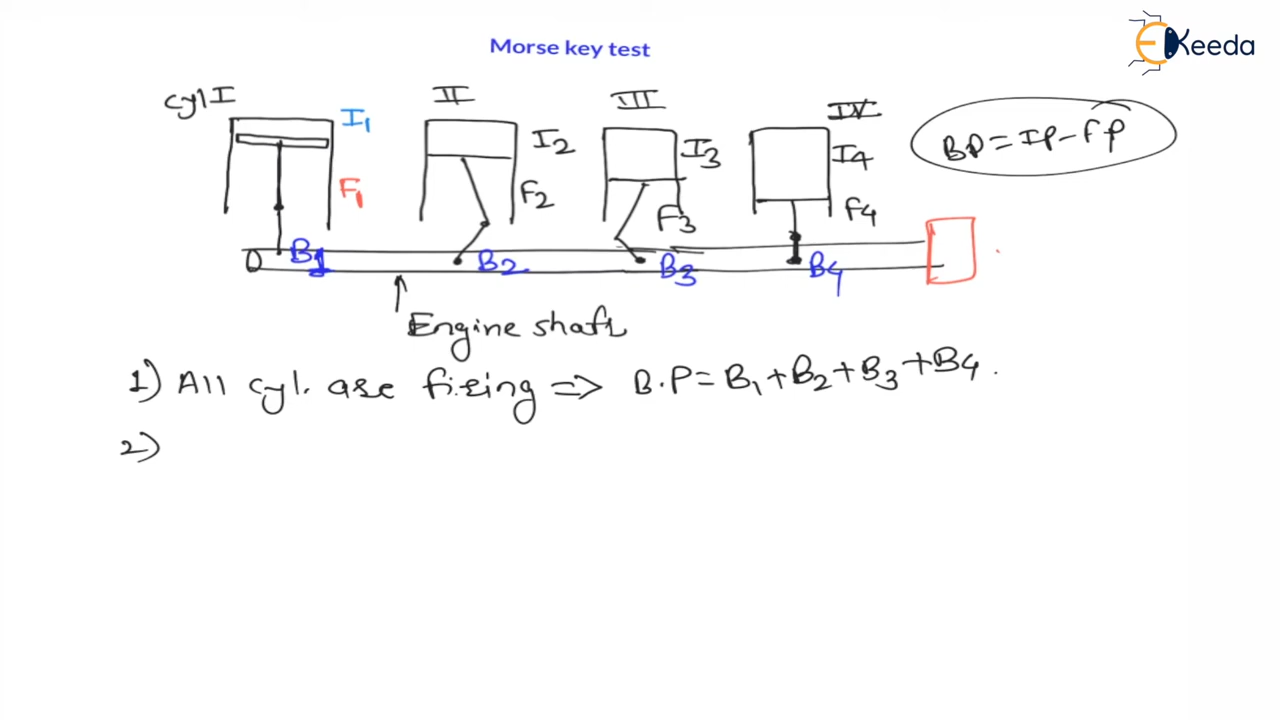 Morse key test
EKeeda
cyl I II III IV
I1 I2 I3 I4
F1 F2 F3 F4
BP = IP - FP
B1 B2 B3 B4
Engine shaft
1) All cyl. are firing => B.P = B1 + B2 + B3 + B4.
2)